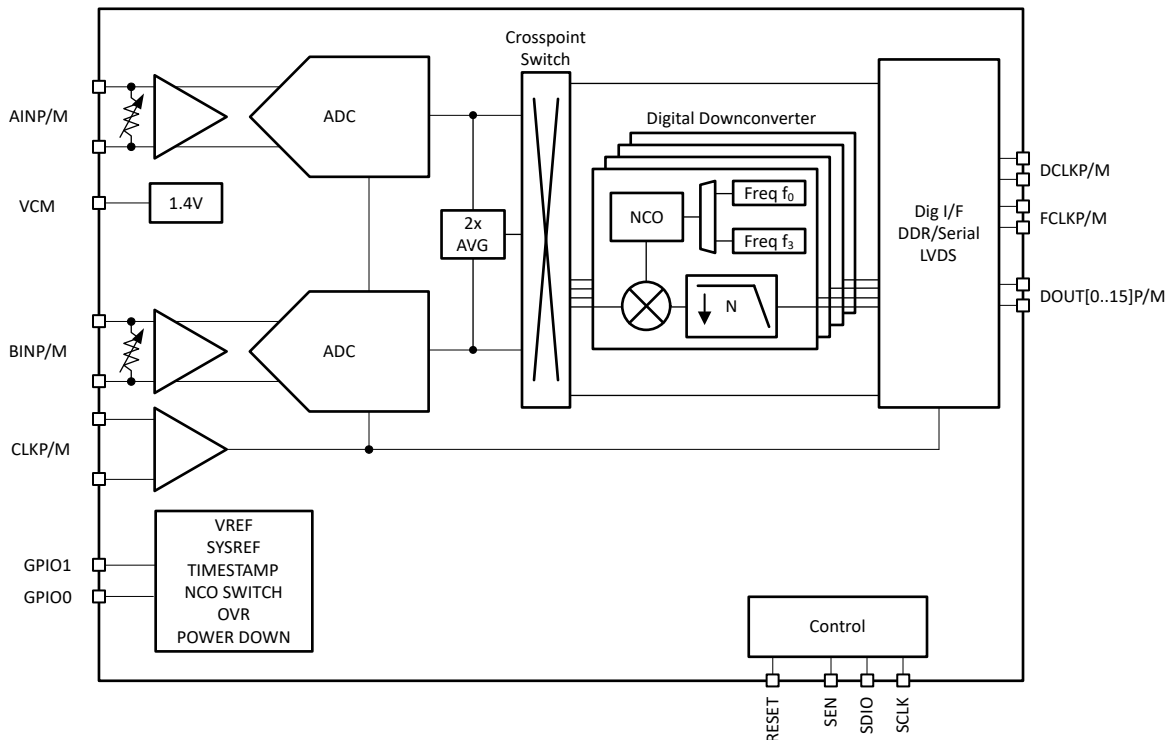 Crosspoint
Switch
AINP/M
ADC
Digital Downconverter
NCO
Freq f₀
Freq f₃
N
VCM
1.4V
2x
AVG
Dig I/F
DDR/Serial
LVDS
DCLKP/M
FCLKP/M
DOUT[0..15]P/M
BINP/M
ADC
CLKP/M
GPIO1
GPIO0
VREF
SYSREF
TIMESTAMP
NCO SWITCH
OVR
POWER DOWN
Control
RESET
SEN
SDIO
SCLK